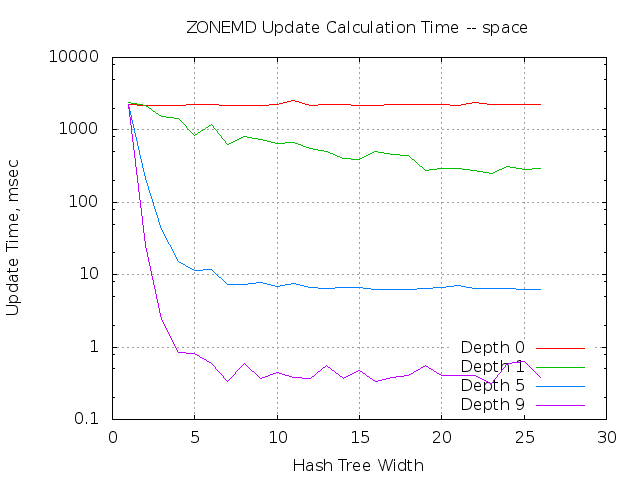 ZONEMD Update Calculation Time -- space
10000
1000
100
10
1
0.1
Update Time, msec
Depth 0
Depth 1
Depth 5
Depth 9
0 5 10 15 20 25 30
Hash Tree Width